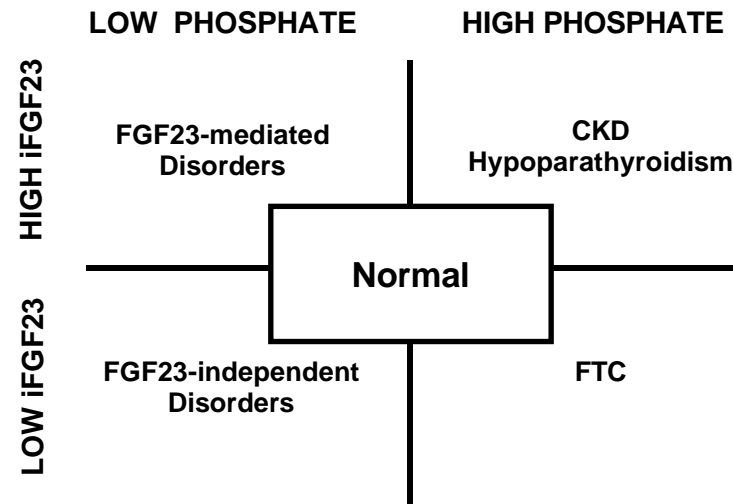 LOW PHOSPHATE
HIGH PHOSPHATE
HIGH iFGF23
FGF23-mediated
Disorders
CKD
Hypoparathyroidism
Normal
LOW iFGF23
FGF23-independent
Disorders
FTC